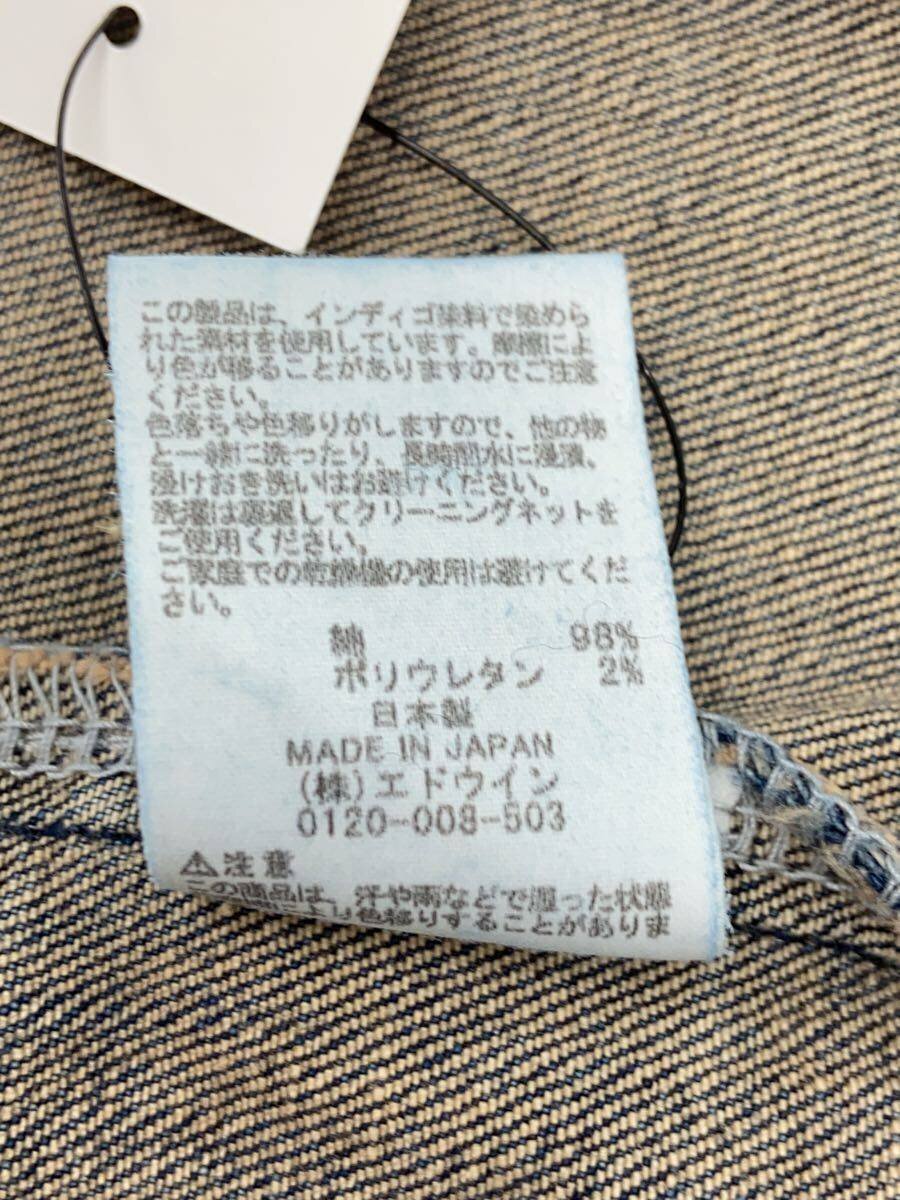 この製品は、インディゴ染料で染めら
れた素材を使用しています。摩擦によ
り色が移ることがありますのでご注意
ください。
色落ちや色移りがしますので、他の物
と一緒に洗ったり、長時間水に浸漬、
浸けおき洗いはお避けください。
洗濯は裏返してクリーニングネットを
ご使用ください。
ご家庭での乾燥機の使用は避けてくだ
さい。
綿 98%
ポリウレタン 2%
日本製
MADE IN JAPAN
(株)エドウイン
0120-008-503
⚠注意
この商品は、汗や雨などで湿った状態
により色移りすることがありま